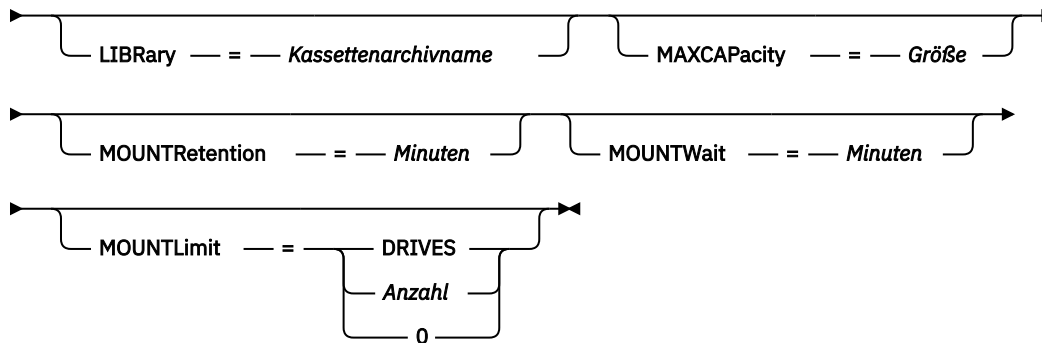 LIBRary = Kassettenarchivname MAXCAPacity = Größe
MOUNTRetention = Minuten MOUNTWait = Minuten
MOUNTLimit = DRIVES
Anzahl
0